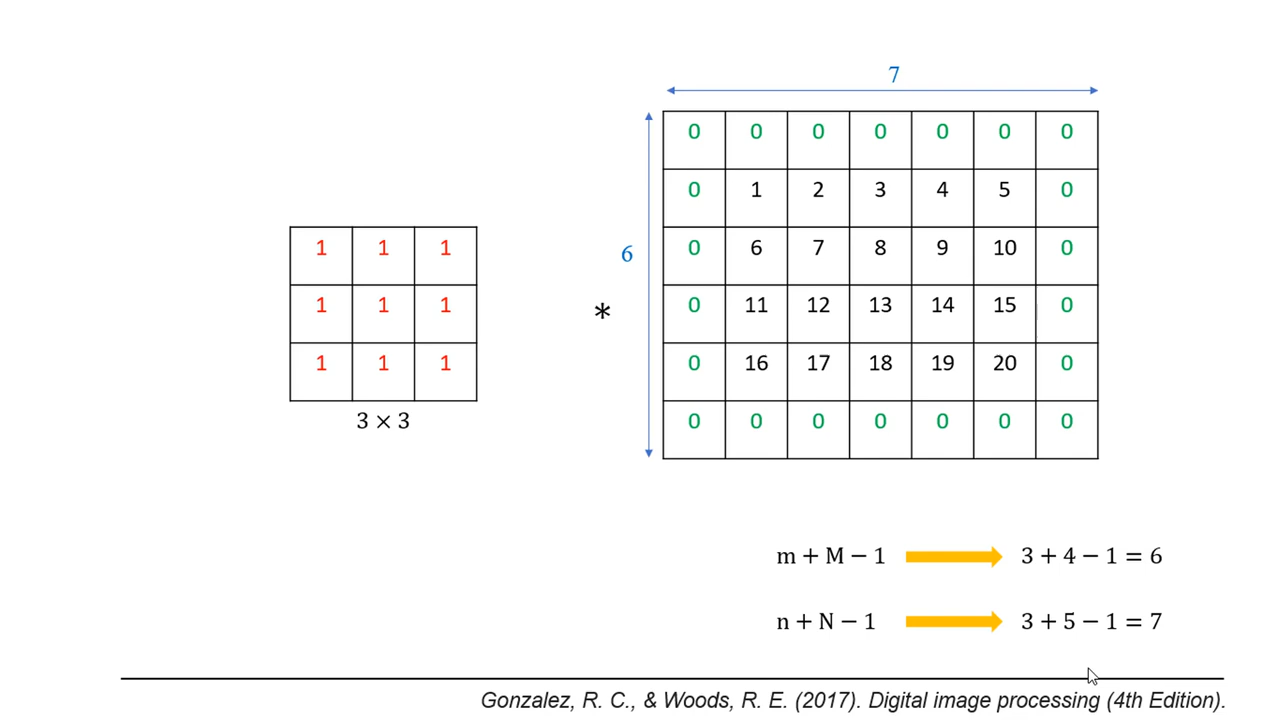 7
0 0 0 0 0 0 0
0 1 2 3 4 5 0
1 1 1
6
0 6 7 8 9 10 0
1 1 1
*
0 11 12 13 14 15 0
1 1 1
0 16 17 18 19 20 0
3 × 3
0 0 0 0 0 0 0
m + M − 1 3 + 4 − 1 = 6
n + N − 1 3 + 5 − 1 = 7
Gonzalez, R. C., & Woods, R. E. (2017). Digital image processing (4th Edition).